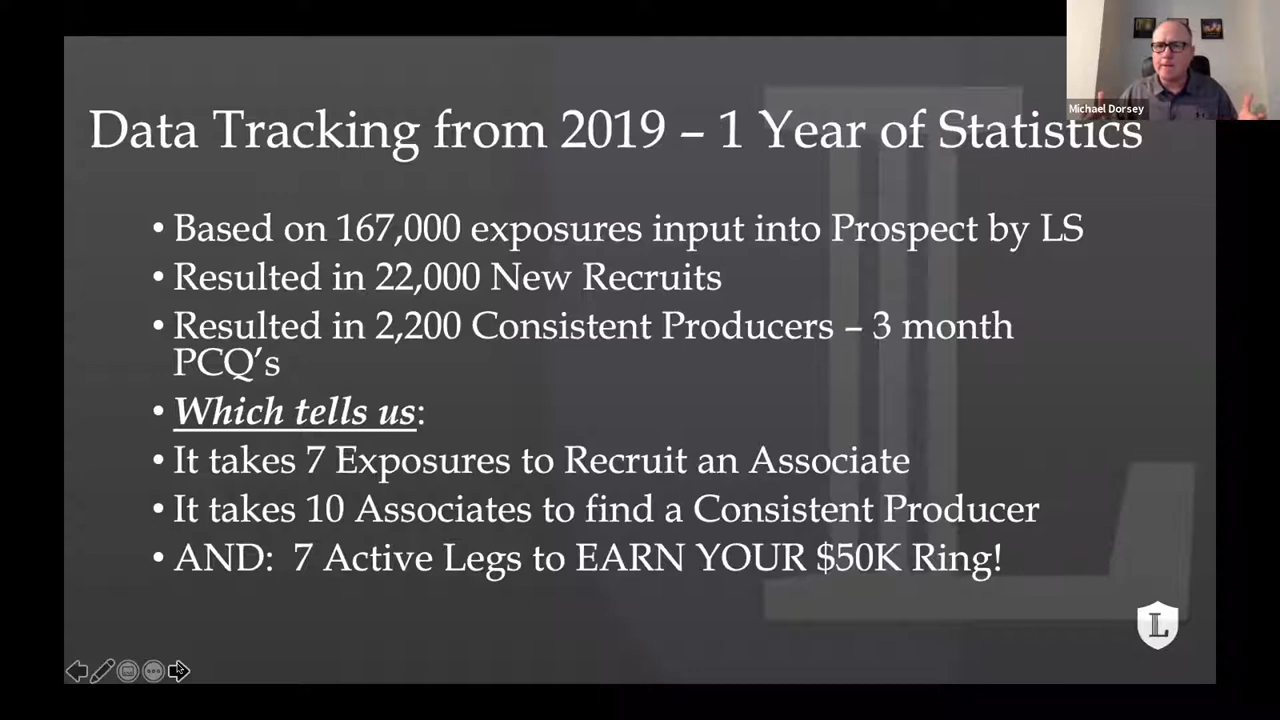 Michael Dorsey
Data Tracking from 2019 – 1 Year of Statistics
• Based on 167,000 exposures input into Prospect by LS
• Resulted in 22,000 New Recruits
• Resulted in 2,200 Consistent Producers – 3 month
PCQ's
• Which tells us:
• It takes 7 Exposures to Recruit an Associate
• It takes 10 Associates to find a Consistent Producer
• AND: 7 Active Legs to EARN YOUR $50K Ring!
L